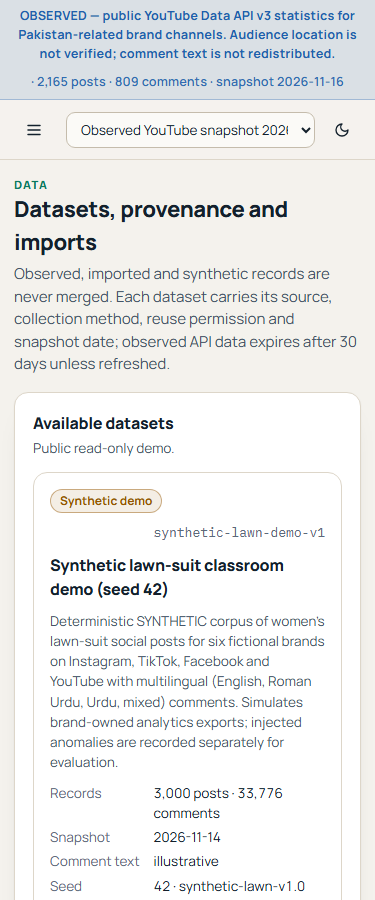 OBSERVED — public YouTube Data API v3 statistics for
Pakistan-related brand channels. Audience location is
not verified; comment text is not redistributed.
· 2,165 posts · 809 comments · snapshot 2026-11-16
Observed YouTube snapshot 2026
DATA
Datasets, provenance and
imports
Observed, imported and synthetic records are
never merged. Each dataset carries its source,
collection method, reuse permission and
snapshot date; observed API data expires after 30
days unless refreshed.
Available datasets
Public read-only demo.
Synthetic demo
synthetic-lawn-demo-v1
Synthetic lawn-suit classroom
demo (seed 42)
Deterministic SYNTHETIC corpus of women's
lawn-suit social posts for six fictional brands
on Instagram, TikTok, Facebook and
YouTube with multilingual (English, Roman
Urdu, Urdu, mixed) comments. Simulates
brand-owned analytics exports; injected
anomalies are recorded separately for
evaluation.
Records 3,000 posts · 33,776
comments
Snapshot 2026-11-14
Comment text illustrative
Seed 42 · synthetic-lawn-v1.0